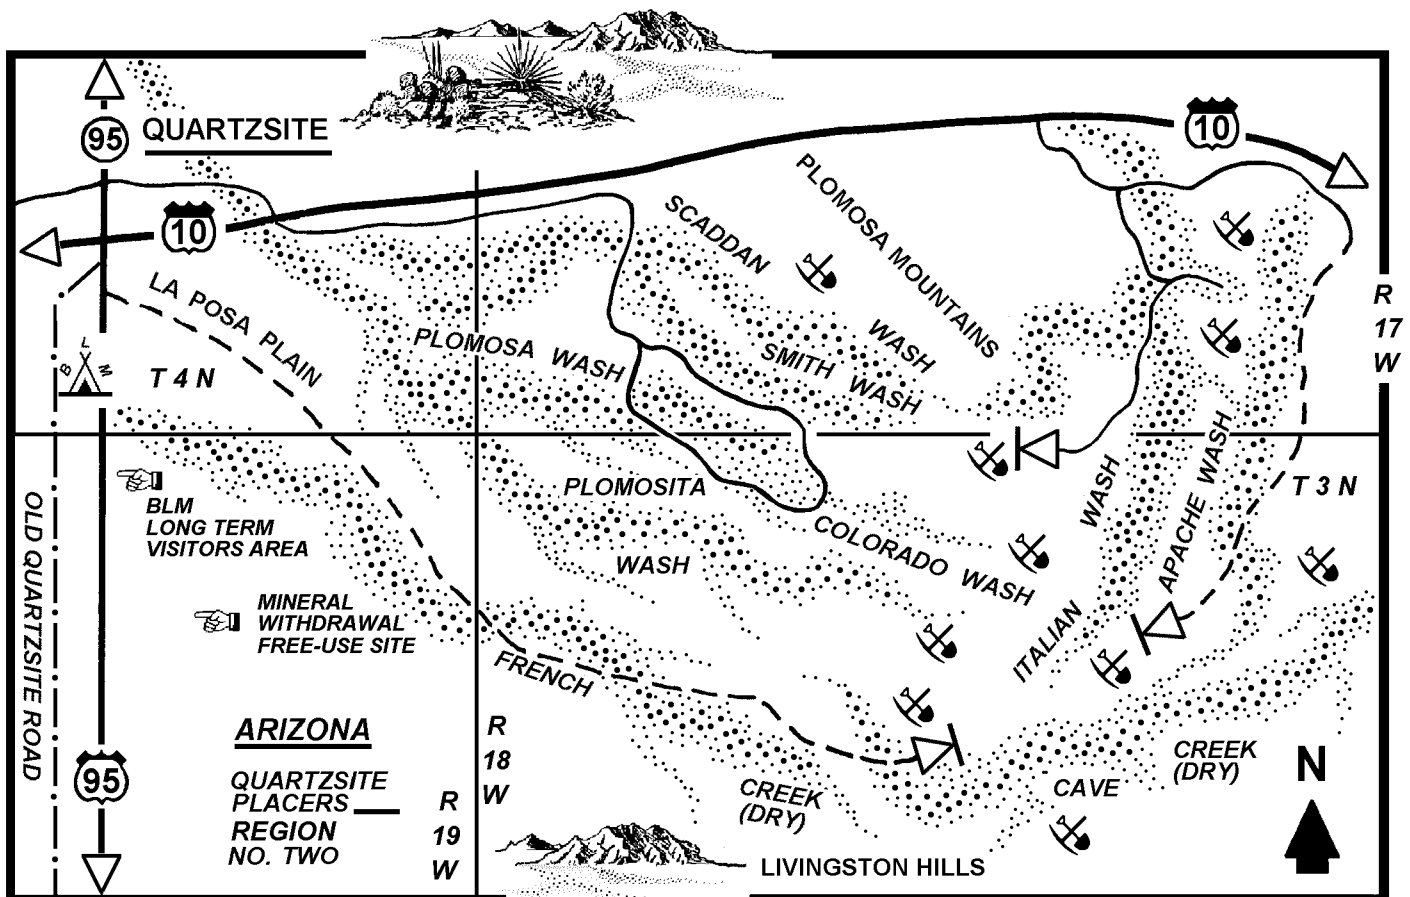 95
QUARTZSITE
10
10
PLOMOSA MOUNTAINS
SCADDAN
WASH
LA POSA PLAIN
PLOMOSA WASH
SMITH WASH
R
17
W
B L M
T 4 N
OLD QUARTZSITE ROAD
BLM
LONG TERM
VISITORS AREA
PLOMOSITA
WASH
COLORADO WASH
ITALIAN
WASH
APACHE WASH
T 3 N
MINERAL
WITHDRAWAL
FREE-USE SITE
FRENCH
CREEK
(DRY)
CAVE
CREEK
(DRY)
N
95
ARIZONA
QUARTZSITE
PLACERS
REGION
NO. TWO
R
19
W
R
18
W
LIVINGSTON HILLS